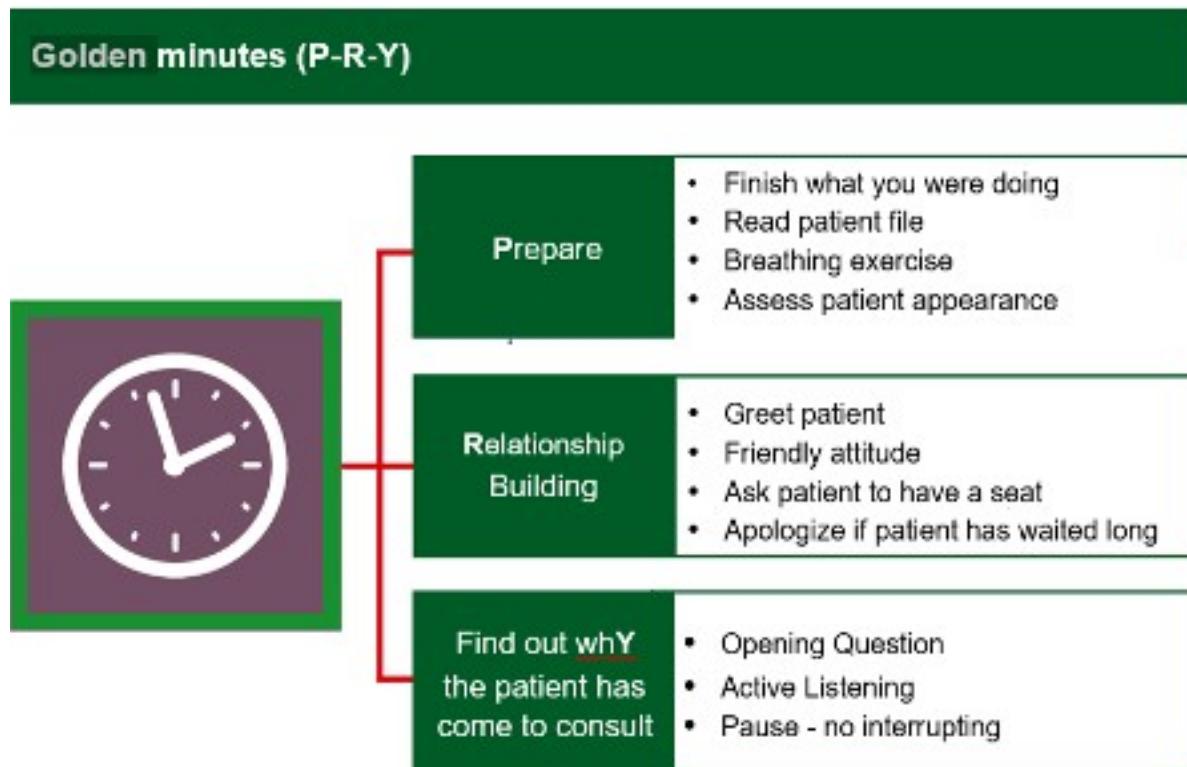 Golden minutes (P-R-Y)
Prepare
• Finish what you were doing
• Read patient file
• Breathing exercise
• Assess patient appearance
Relationship
Building
• Greet patient
• Friendly attitude
• Ask patient to have a seat
• Apologize if patient has waited long
Find out whY
the patient has
come to consult
• Opening Question
• Active Listening
• Pause - no interrupting